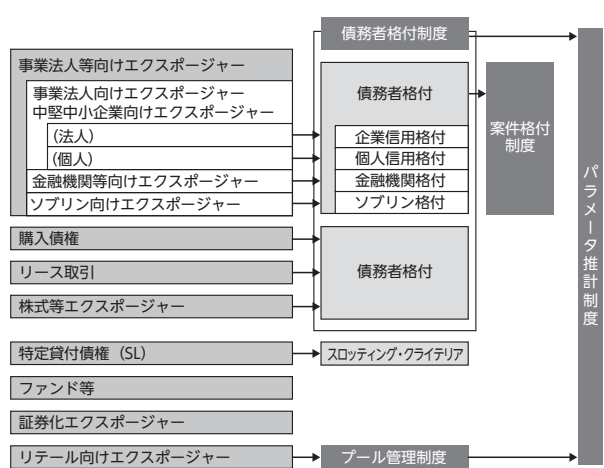 債務者格付制度
事業法人等向けエクスポージャー
事業法人向けエクスポージャー
中堅中小企業向けエクスポージャー
(法人)
(個人)
金融機関等向けエクスポージャー
ソブリン向けエクスポージャー
債務者格付
企業信用格付
個人信用格付
金融機関格付
ソブリン格付
案件格付
制度
パラメータ推計制度
購入債権
リース取引
株式等エクスポージャー
債務者格付
特定貸付債権(SL)
スロッティング・クライテリア
ファンド等
証券化エクスポージャー
リテール向けエクスポージャー
プール管理制度